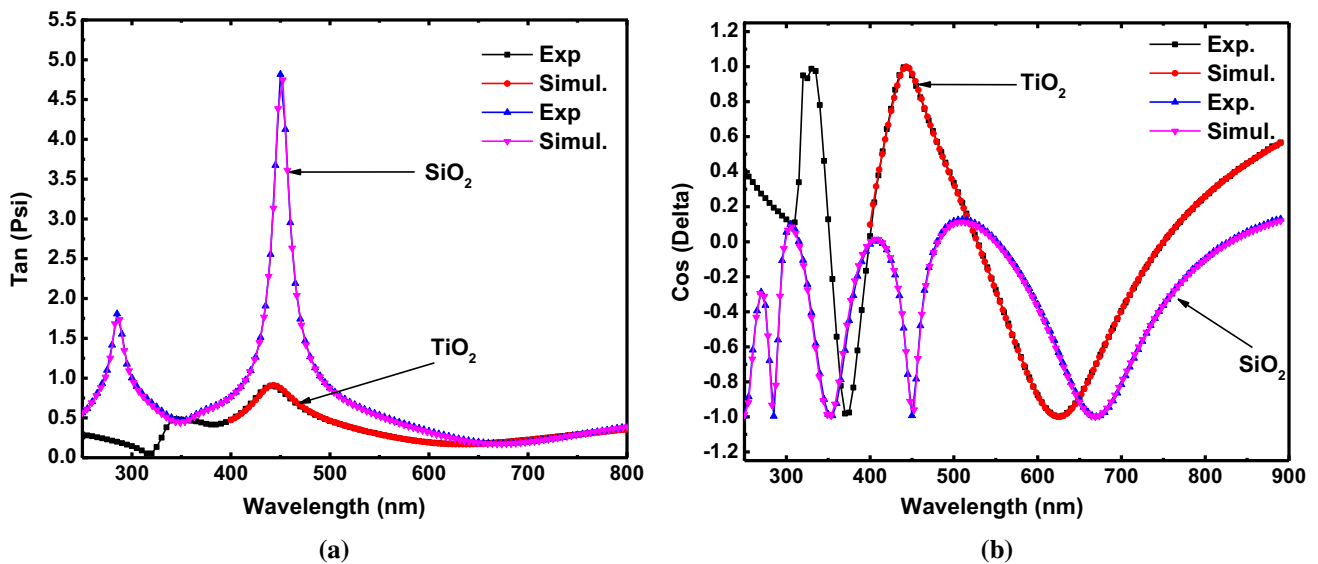 5.5
5.0
4.5
4.0
3.5
3.0
2.5
2.0
1.5
1.0
0.5
0.0
Tan (Psi)
Exp
Simul.
Exp
Simul.
SiO2
TiO2
300 400 500 600 700 800
Wavelength (nm)
(a)
1.0
0.8
0.6
0.4
0.2
0.0
-0.2
-0.4
-0.6
-0.8
-1.0
-1.2
Cos (Delta)
Exp.
Simul.
Exp.
Simul.
TiO2
SiO2
300 400 500 600 700 800 900
Wavelength (nm)
(b)